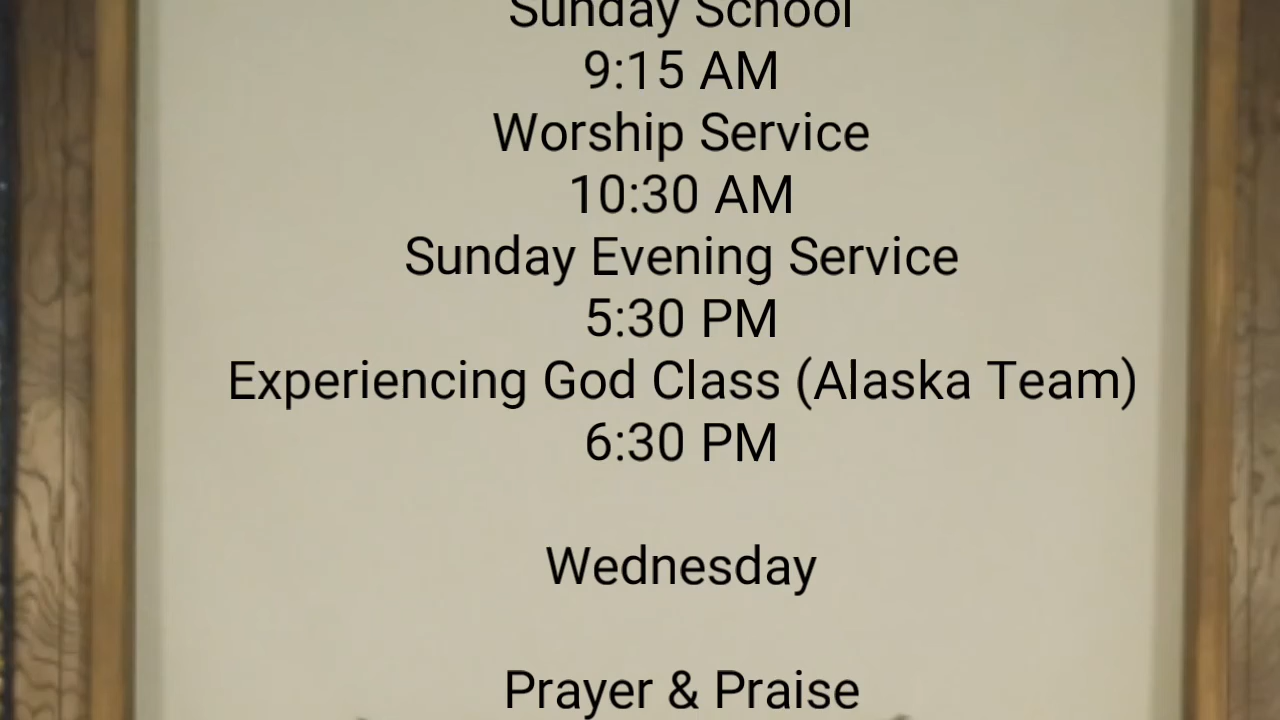 Sunday School
9:15 AM
Worship Service
10:30 AM
Sunday Evening Service
5:30 PM
Experiencing God Class (Alaska Team)
6:30 PM
Wednesday
Prayer & Praise